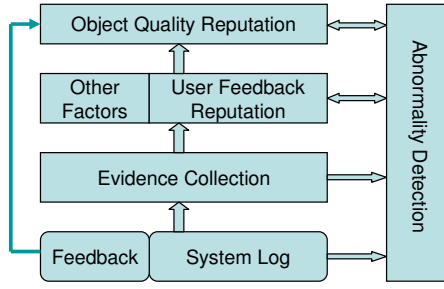 Object Quality Reputation
Other
Factors
User Feedback
Reputation
Evidence Collection
Feedback
System Log
Abnormality Detection